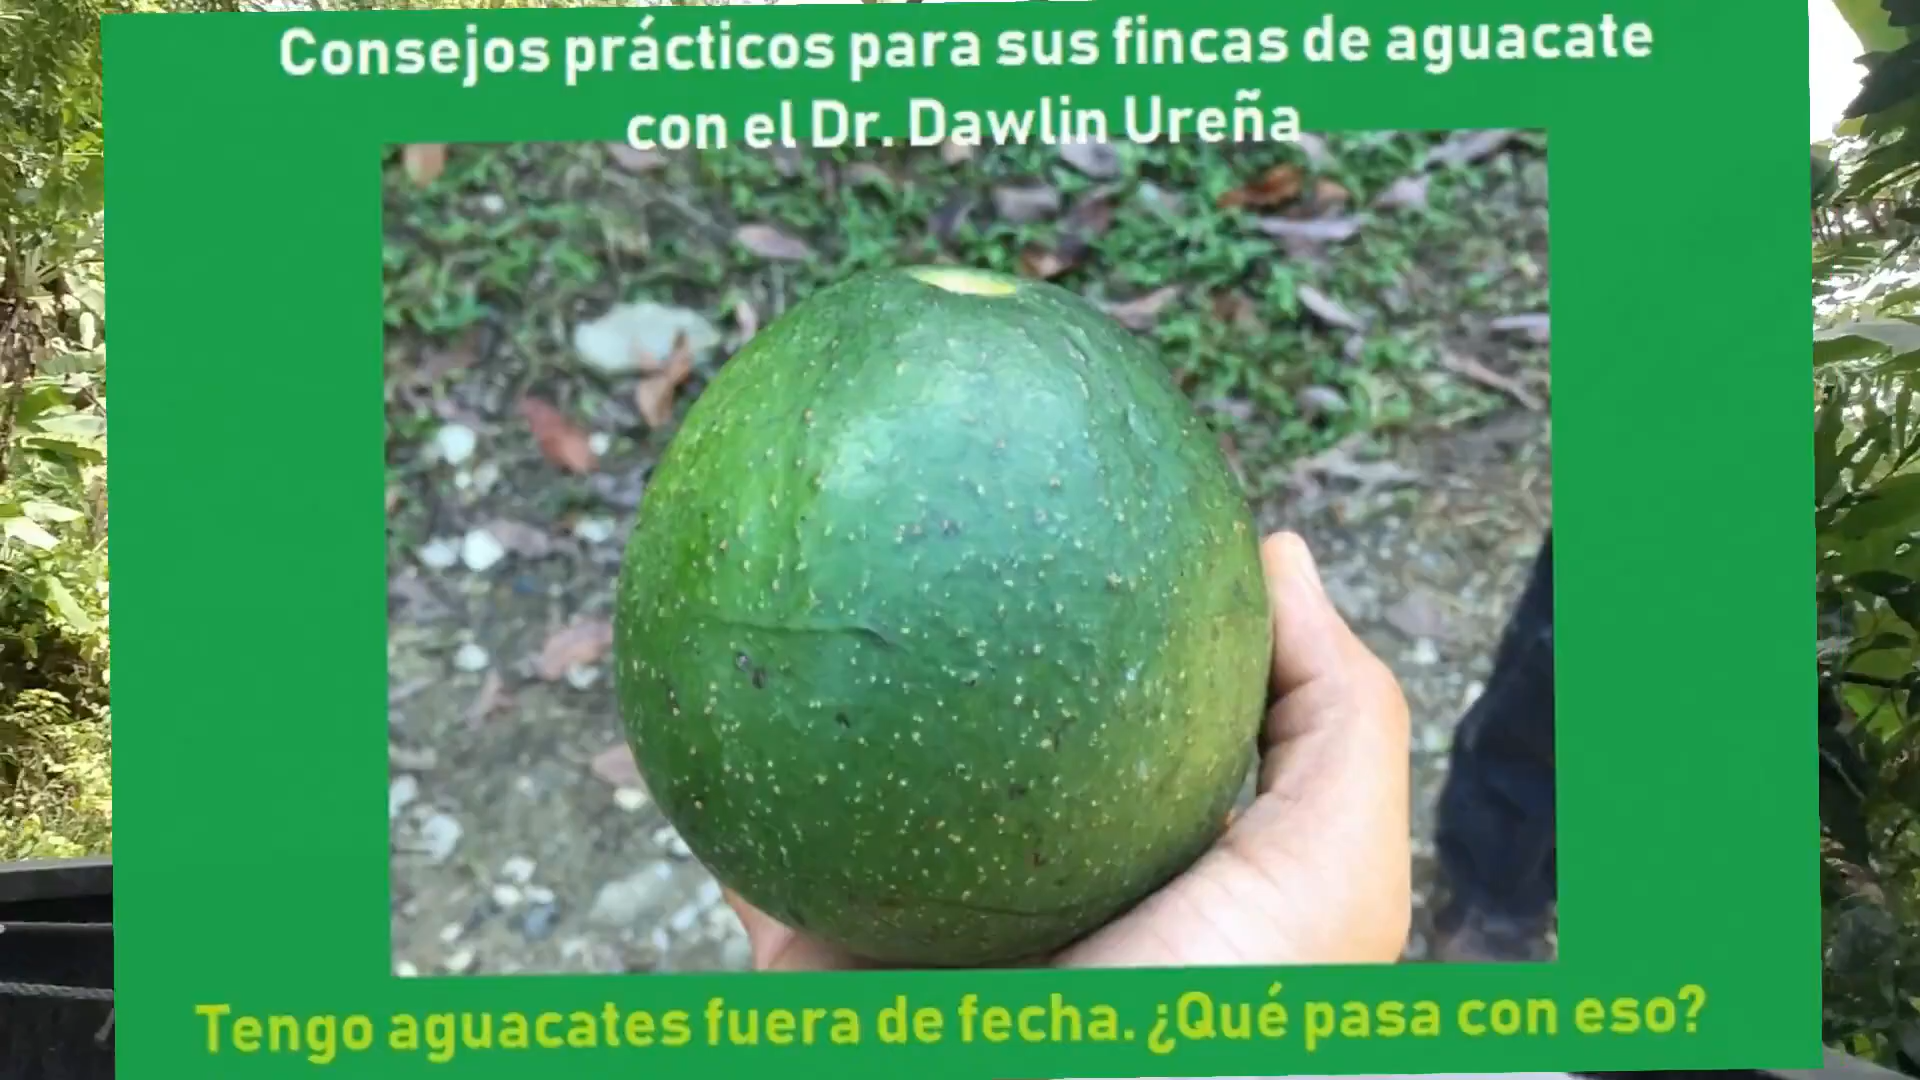 Consejos prácticos para sus fincas de aguacate
con el Dr. Dawlin Ureña
Tengo aguacates fuera de fecha. ¿Qué pasa con eso?